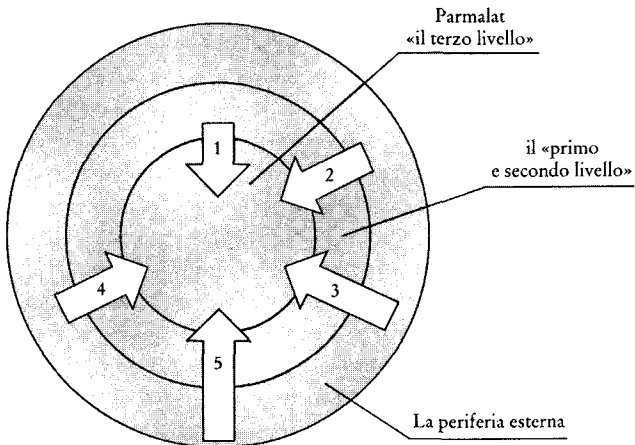 Parmalat
«il terzo livello»
il «primo
e secondo livello»
1
2
3
4
5
La periferia esterna